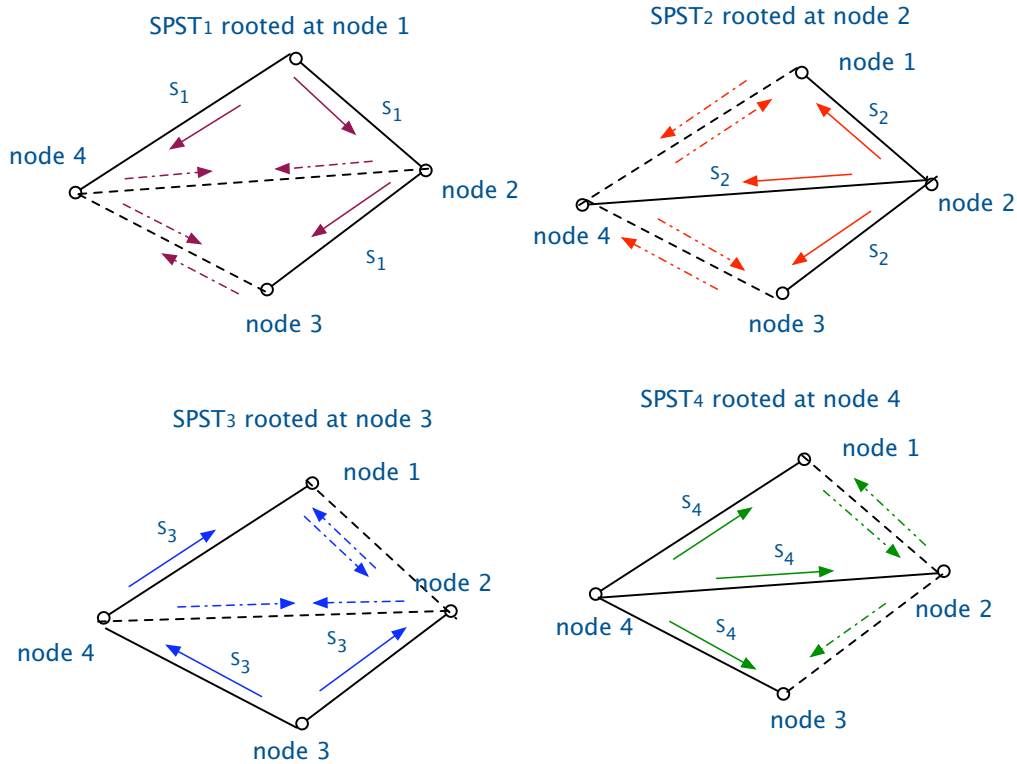 SPST1 rooted at node 1
S1
S1
node 4
node 2
S1
node 3
SPST2 rooted at node 2
node 1
S2
S2
node 2
node 4
S2
node 3
SPST3 rooted at node 3
node 1
S3
node 2
S3
S3
node 4
node 3
SPST4 rooted at node 4
node 1
S4
S4
node 2
node 4
S4
node 3